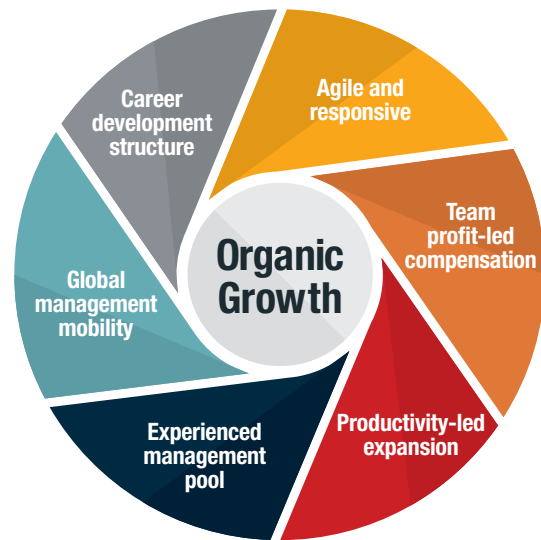 Agile and
responsive
Team
profit-led
compensation
Productivity-led
expansion
Experienced
management
pool
Global
management
mobility
Career
development
structure
Organic
Growth